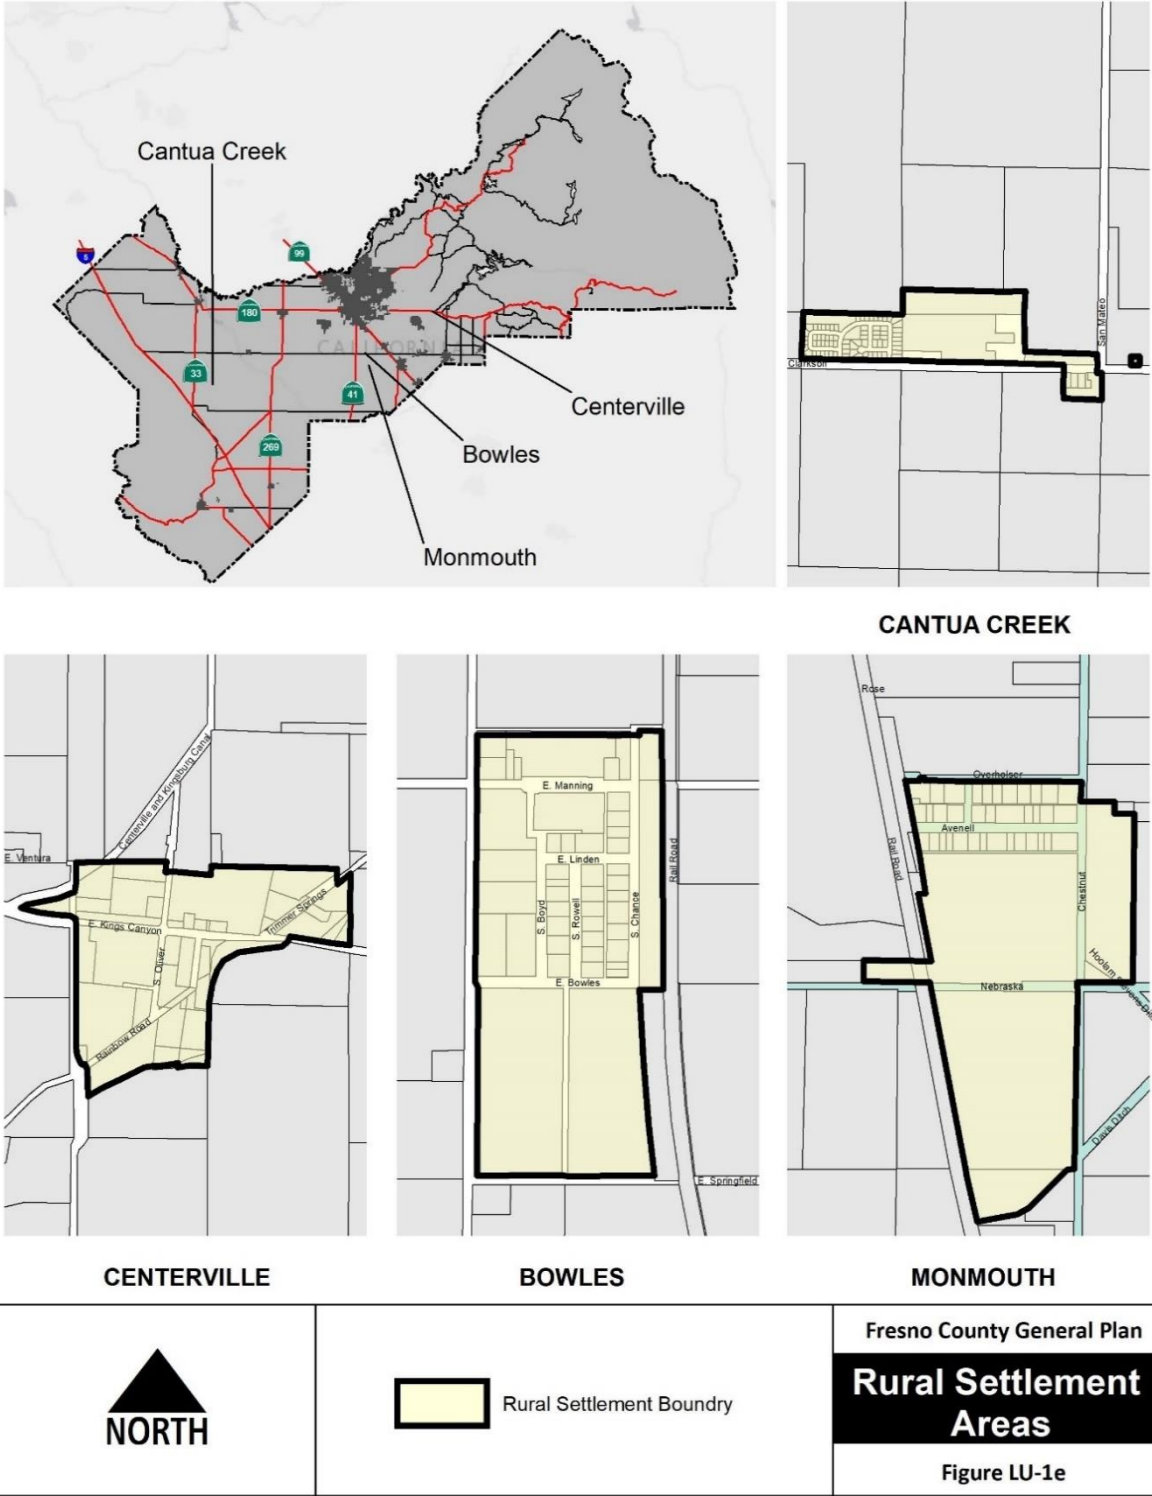 Cantua Creek
5
99
180
CALIFORNIA
33
41
269
Centerville
Bowles
Monmouth
San Mateo
Clarkson
CANTUA CREEK
Centerville and Kingsburg Canal
E. Ventura
Trimmer Springs
E. Kings Canyon
S. Oliver
Rainbow Road
CENTERVILLE
E. Manning
Rail Road
E. Linden
S. Boyd
S. Rowell
S. Chance
E. Bowles
E. Springfield
BOWLES
Rose
Overholser
Avenell
Rail Road
Chestnut
Nebraska
Davis Ditch
MONMOUTH
NORTH
Rural Settlement Boundry
Fresno County General Plan
Rural Settlement
Areas
Figure LU-1e